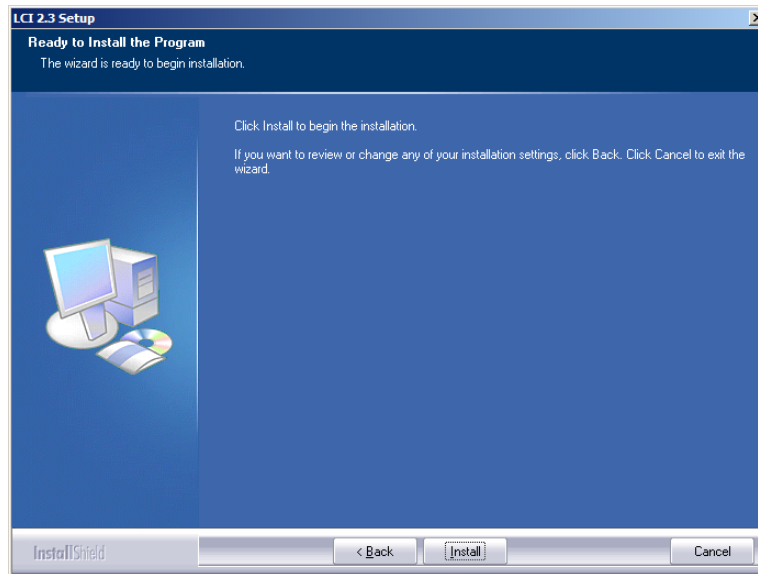 LCI 2.3 Setup
Ready to Install the Program
The wizard is ready to begin installation.
Click Install to begin the installation.
If you want to review or change any of your installation settings, click Back. Click Cancel to exit the
wizard.
InstallShield
< Back
Install
Cancel